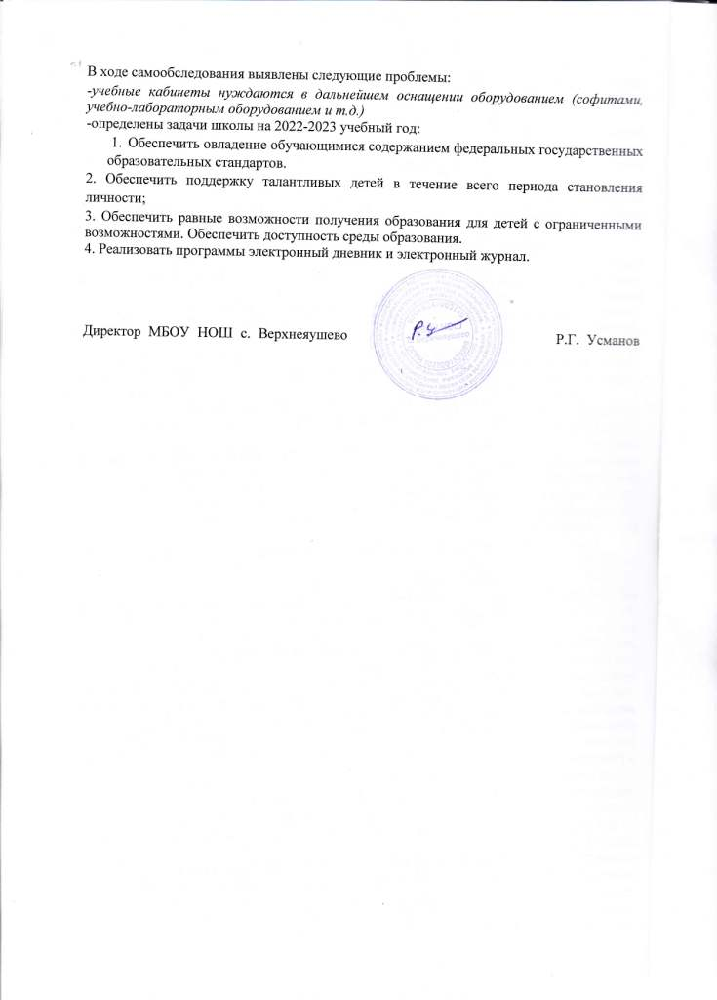 В ходе самообследования выявлены следующие проблемы:
-учебные кабинеты нуждаются в дальнейшем оснащении оборудованием (софитами,
учебно-лабораторным оборудованием и т.д.)
-определены задачи школы на 2022-2023 учебный год:
1. Обеспечить овладение обучающимися содержанием федеральных государственных
образовательных стандартов.
2. Обеспечить поддержку талантливых детей в течение всего периода становления
личности;
3. Обеспечить равные возможности получения образования для детей с ограниченными
возможностями. Обеспечить доступность среды образования.
4. Реализовать программы электронный дневник и электронный журнал.
Директор МБОУ НОШ с. Верхнеяушево
Р.Г. Усманов